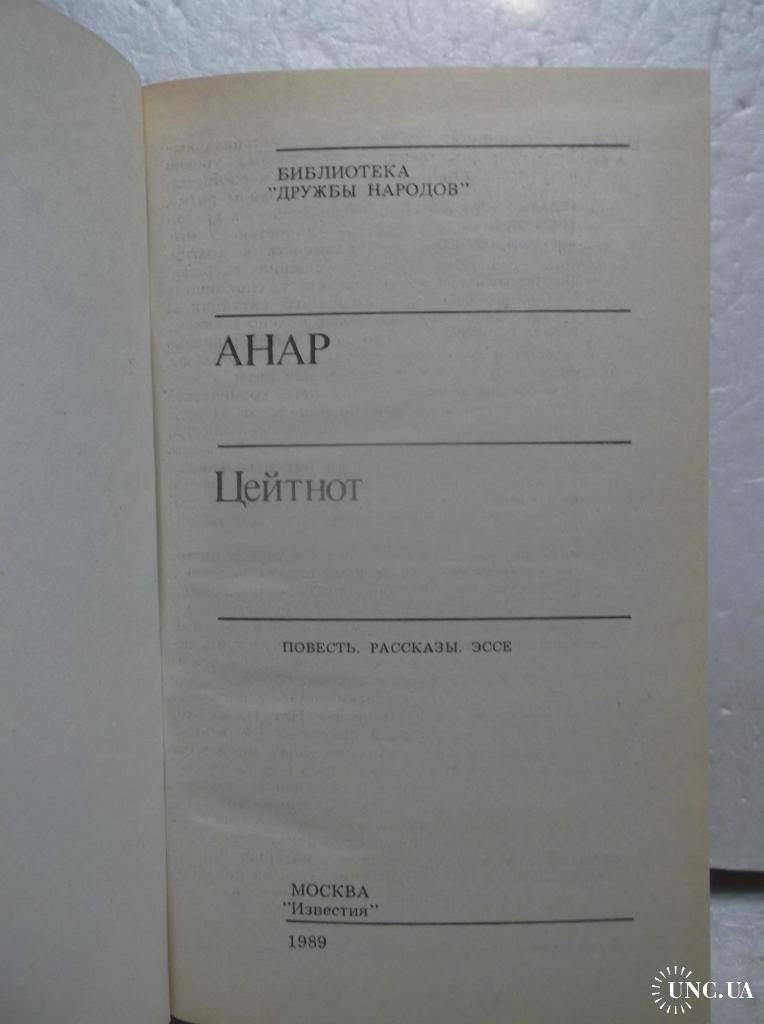 БИБЛИОТЕКА
"ДРУЖБЫ НАРОДОВ"
АНАР
Цейтнот
ПОВЕСТЬ. РАССКАЗЫ. ЭССЕ
МОСКВА
"Известия"
1989
UNC.UA